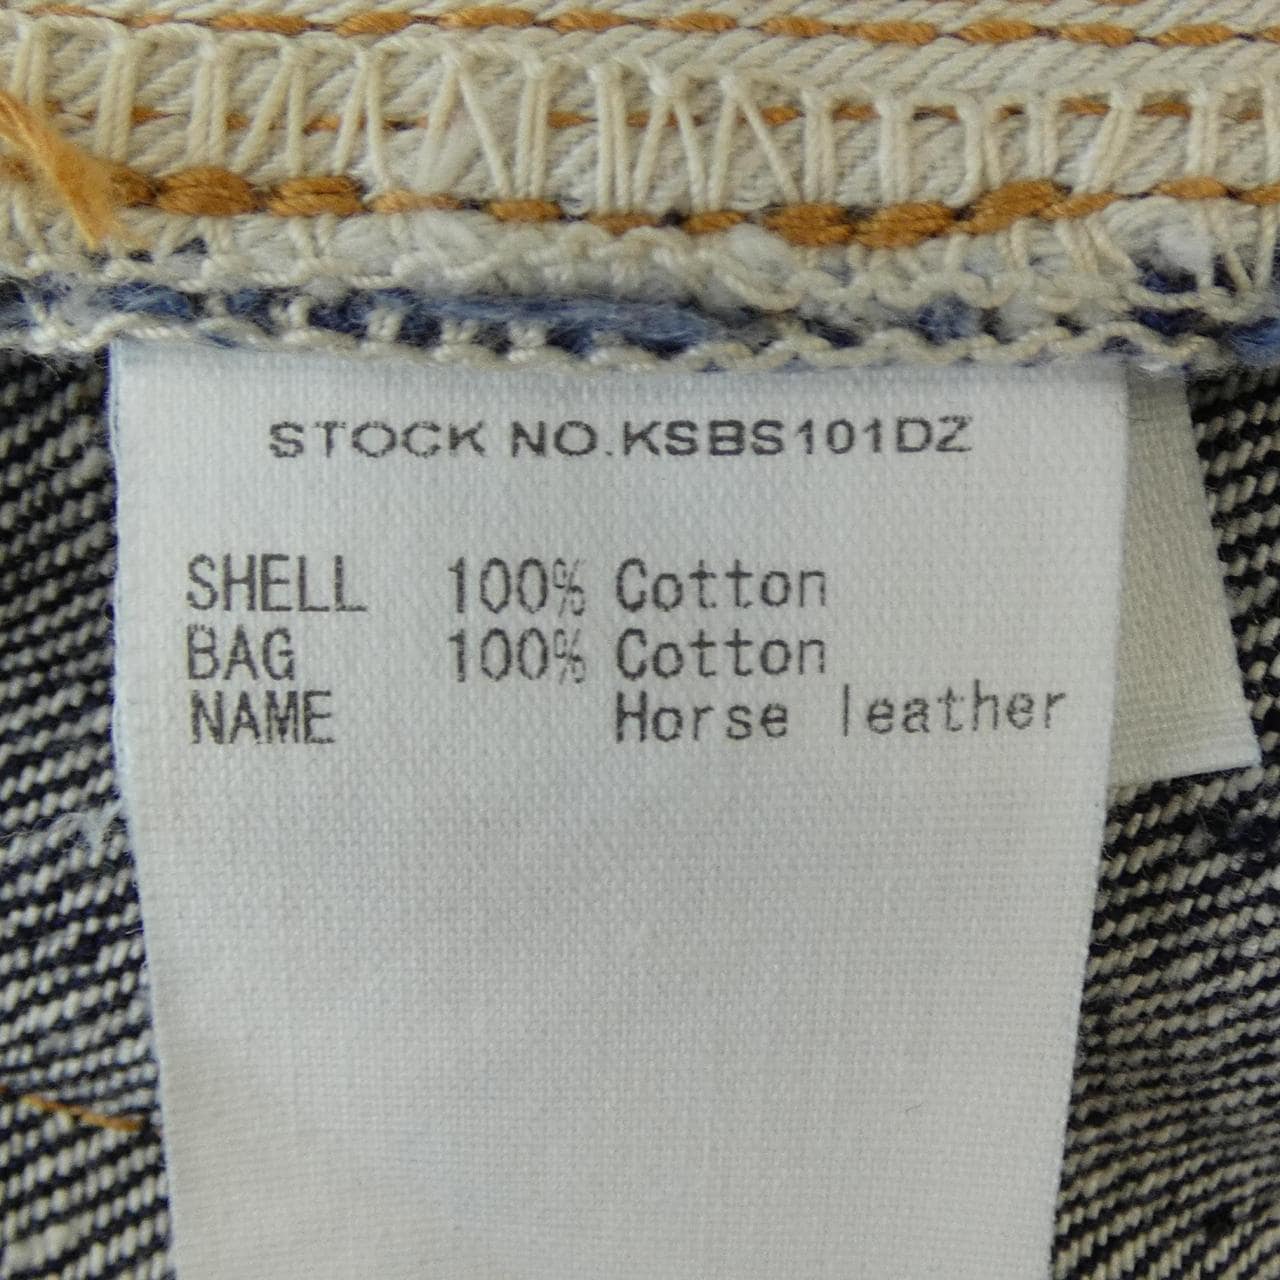 STOCK NO.KSBS101DZ
SHELL 100% Cotton
BAG 100% Cotton
NAME Horse leather